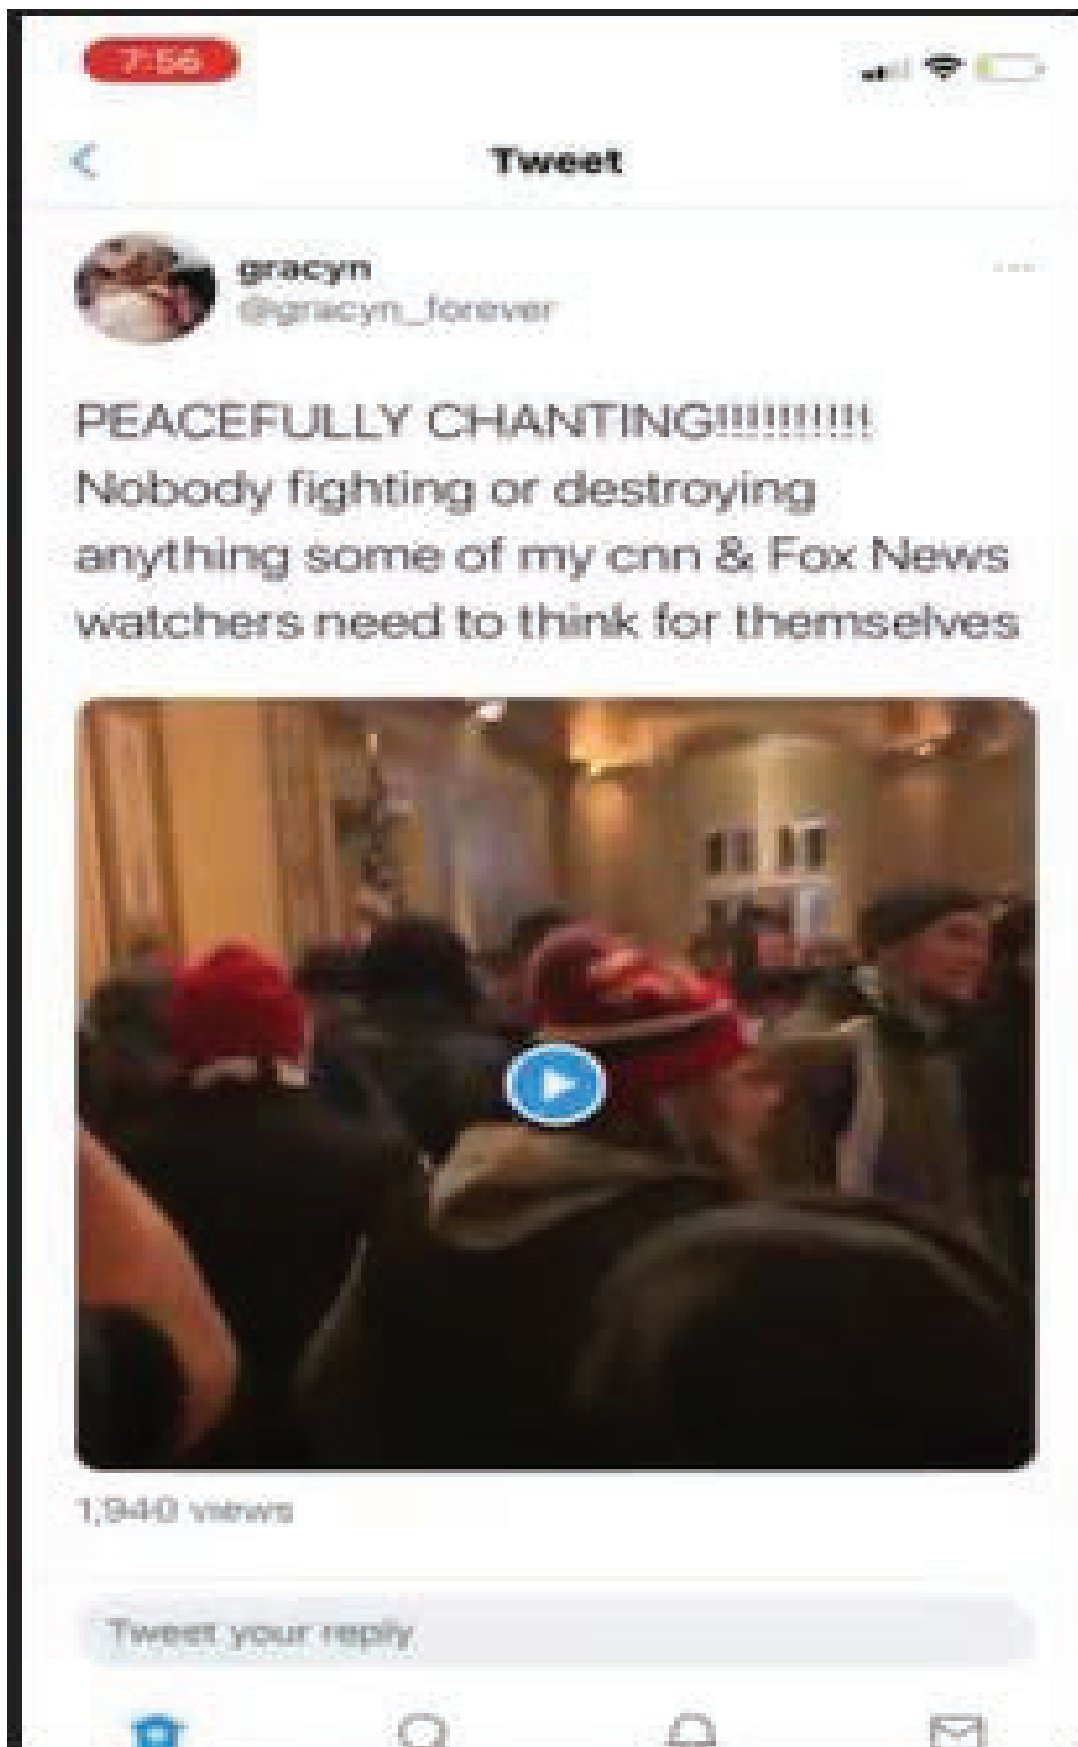 7:56
Tweet
gracyn
@gracyn_forever
PEACEFULLY CHANTING!!!!!!!!!!!
Nobody fighting or destroying
anything some of my cnn & Fox News
watchers need to think for themselves
1,940 views
Tweet your reply